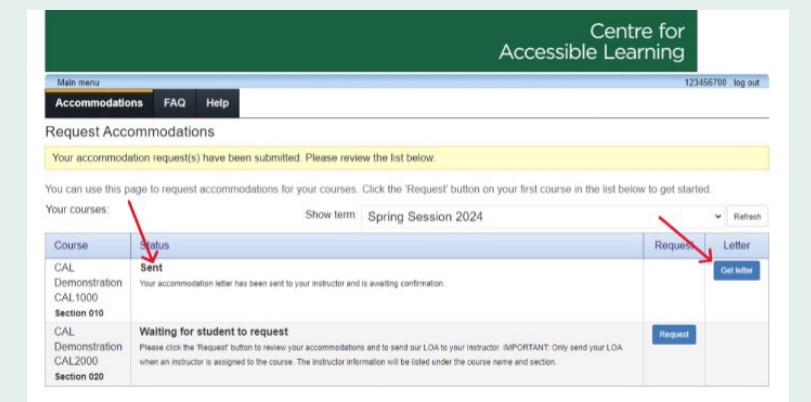 Centre for
Accessible Learning
Main menu
123456700 log out
Accommodations FAQ Help
Request Accommodations
Your accommodation request(s) have been submitted. Please review the list below.
You can use this page to request accommodations for your courses. Click the 'Request' button on your first course in the list below to get started.
Your courses:
Show term: Spring Session 2024
Refresh
Course Status Request Letter
CAL
Demonstration
CAL1000
Section 010
Sent
Your accommodation letter has been sent to your instructor and is awaiting confirmation.
Get letter
CAL
Demonstration
CAL2000
Section 020
Waiting for student to request
Please click the 'Request' button to review your accommodations and to send our LOA to your instructor. IMPORTANT: Only send your LOA
when an instructor is assigned to the course. The instructor information will be listed under the course name and section.
Request